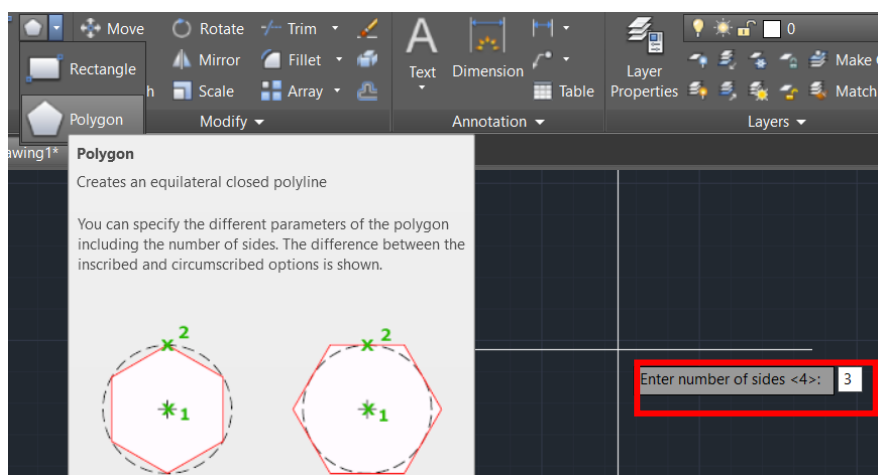 Move Rotate Trim
Rectangle Mirror Fillet
h Scale Array
Polygon
Modify
A
Text Dimension
Table
Annotation
0
Layer
Properties
Make
Match
Layers
awing1*
Polygon
Creates an equilateral closed polyline
You can specify the different parameters of the polygon
including the number of sides. The difference between the
inscribed and circumscribed options is shown.
2 2
1 1
Enter number of sides <4>: 3